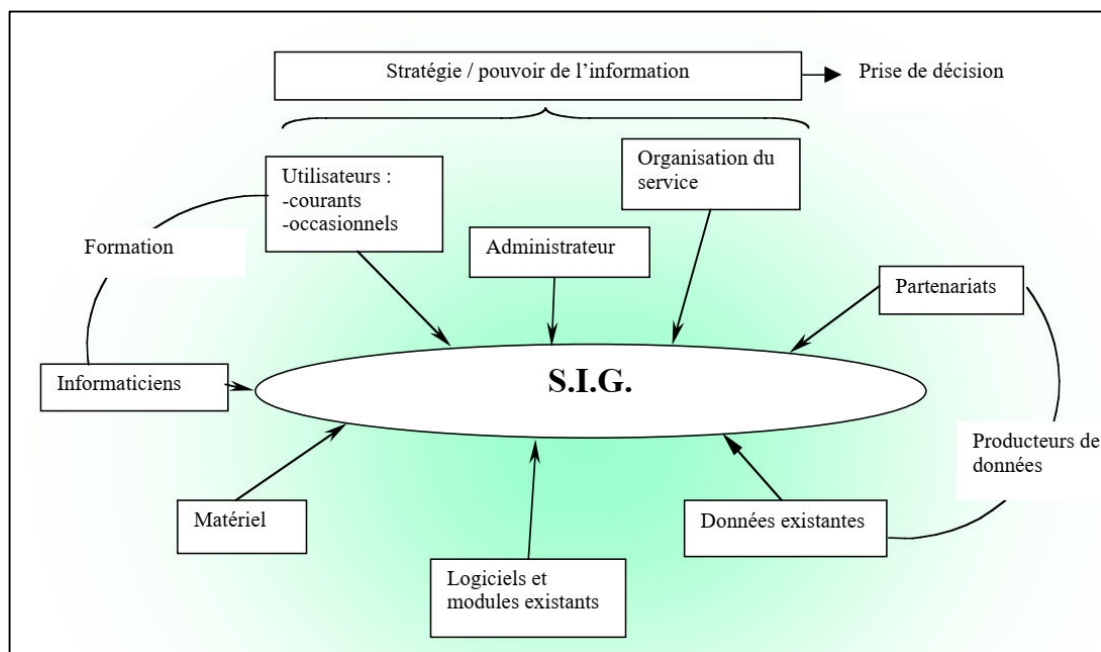 Stratégie / pouvoir de l’information
Prise de décision
Utilisateurs :
-courants
-occasionnels
Organisation du
service
Formation
Administrateur
Partenariats
Informaticiens
S.I.G.
Producteurs de
données
Matériel
Données existantes
Logiciels et
modules existants